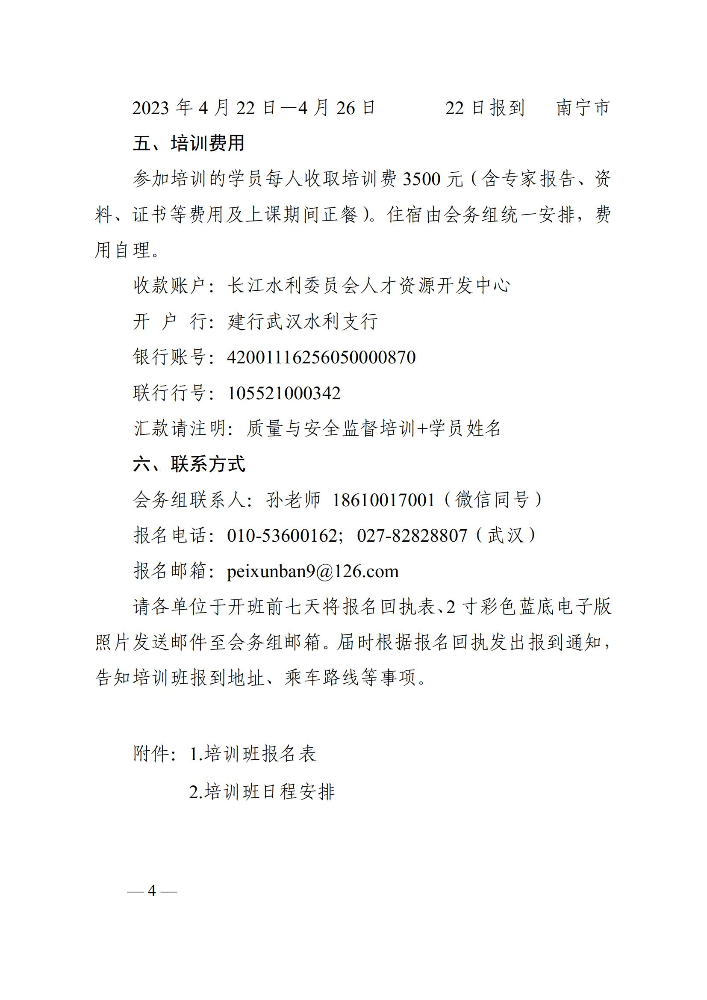 2023 年 4 月 22 日—4 月 26 日 22 日报到 南宁市
五、培训费用
参加培训的学员每人收取培训费 3500 元（含专家报告、资
料、证书等费用及上课期间正餐）。住宿由会务组统一安排，费
用自理。
收款账户：长江水利委员会人才资源开发中心
开 户 行：建行武汉水利支行
银行账号：42001116256050000870
联行行号：105521000342
汇款请注明：质量与安全监督培训+学员姓名
六、联系方式
会务组联系人：孙老师 18610017001（微信同号）
报名电话：010-53600162；027-82828807（武汉）
报名邮箱：peixunban9@126.com
请各单位于开班前七天将报名回执表、2 寸彩色蓝底电子版
照片发送邮件至会务组邮箱。届时根据报名回执发出报到通知，
告知培训班报到地址、乘车路线等事项。
附件：1.培训班报名表
2.培训班日程安排
— 4 —